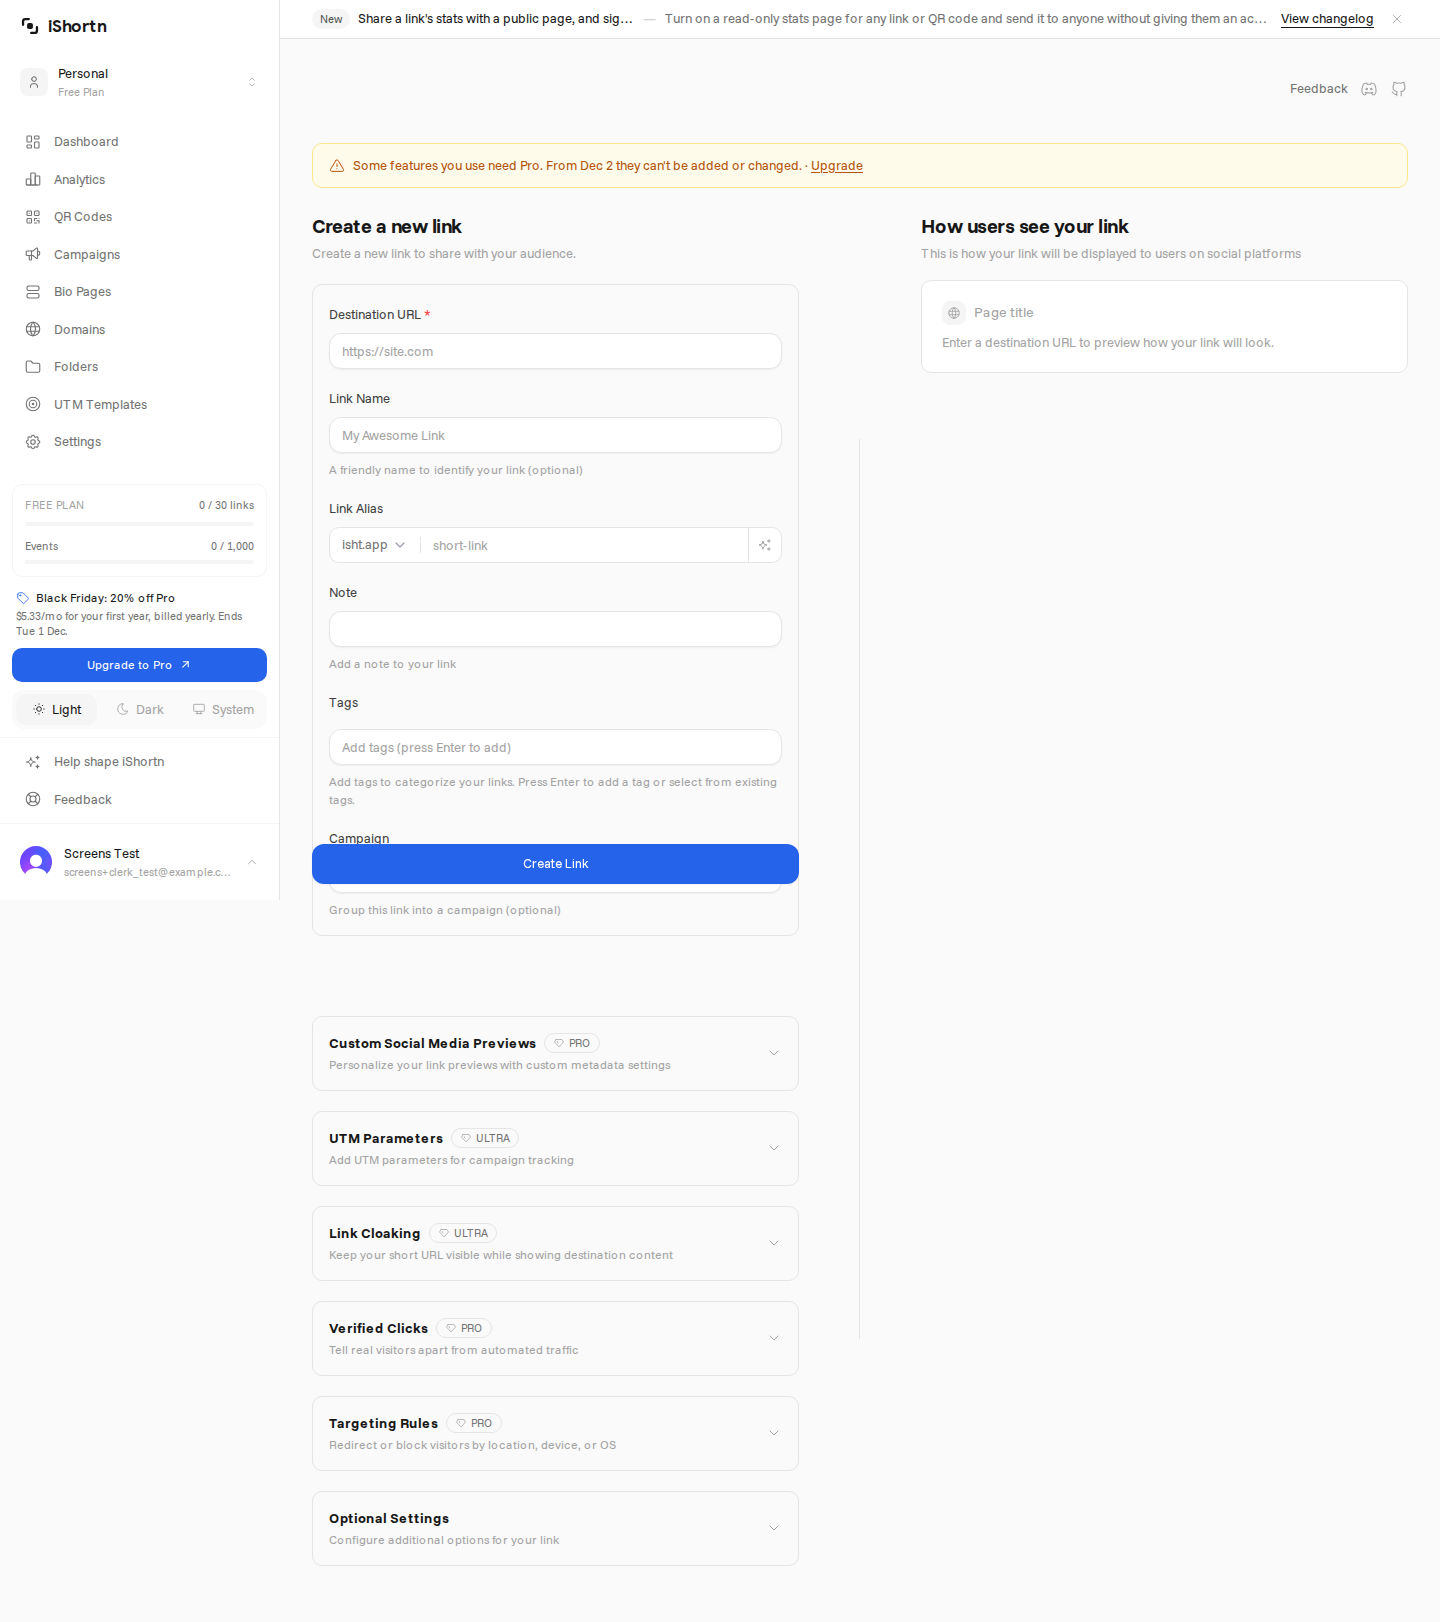 iShortn
Personal
Free Plan
Dashboard
Analytics
QR Codes
Campaigns
Bio Pages
Domains
Folders
UTM Templates
Settings
FREE PLAN 0 / 30 links
Events 0 / 1,000
Black Friday: 20% off Pro
$5.33/mo for your first year, billed yearly. Ends
Tue 1 Dec.
Upgrade to Pro
Light Dark System
Help shape iShortn
Feedback
Screens Test
screens+clerk_test@example.c...
New Share a link's stats with a public page, and sig... — Turn on a read-only stats page for any link or QR code and send it to anyone without giving them an ac... View changelog
Feedback
Some features you use need Pro. From Dec 2 they can't be added or changed. · Upgrade
Create a new link
Create a new link to share with your audience.
Destination URL *
https://site.com
Link Name
My Awesome Link
A friendly name to identify your link (optional)
Link Alias
isht.app short-link
Note
Add a note to your link
Tags
Add tags (press Enter to add)
Add tags to categorize your links. Press Enter to add a tag or select from existing
tags.
Campaign
Create Link
Group this link into a campaign (optional)
Custom Social Media Previews PRO
Personalize your link previews with custom metadata settings
UTM Parameters ULTRA
Add UTM parameters for campaign tracking
Link Cloaking ULTRA
Keep your short URL visible while showing destination content
Verified Clicks PRO
Tell real visitors apart from automated traffic
Targeting Rules PRO
Redirect or block visitors by location, device, or OS
Optional Settings
Configure additional options for your link
How users see your link
This is how your link will be displayed to users on social platforms
Page title
Enter a destination URL to preview how your link will look.